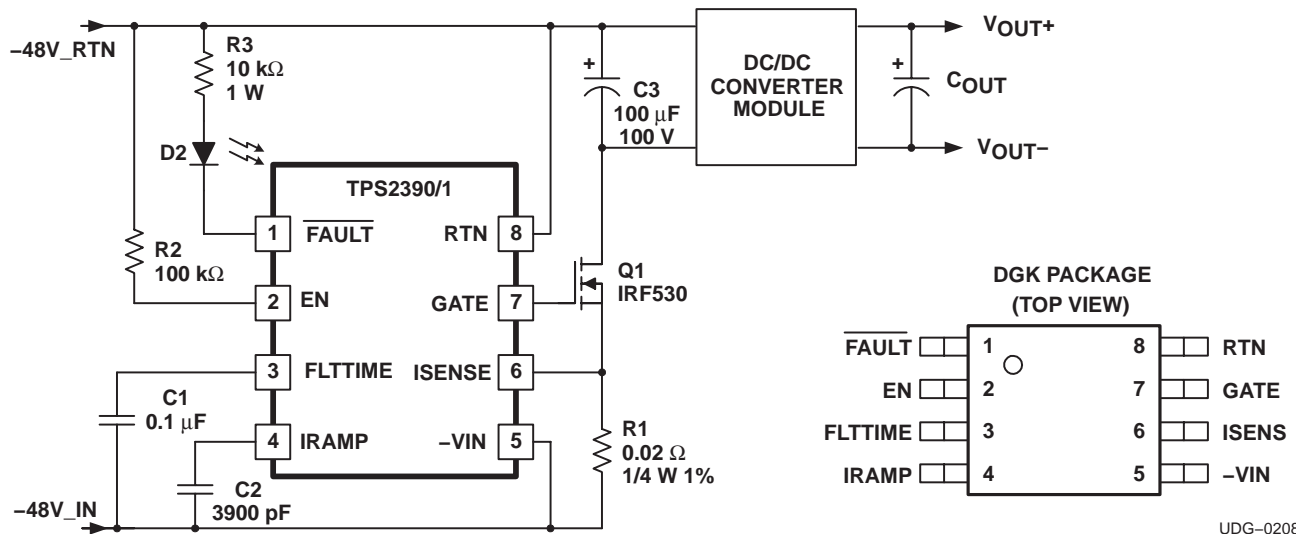 –48V_RTN
R3
10 kΩ
1 W
D2
R2
100 kΩ
C1
0.1 μF
C2
3900 pF
–48V_IN
TPS2390/1
1
FAULT
2
EN
3
FLTTIME
4
IRAMP
RTN
8
GATE
7
ISENSE
6
–VIN
5
+
C3
100 μF
100 V
Q1
IRF530
R1
0.02 Ω
1/4 W 1%
DC/DC
CONVERTER
MODULE
VOUT+
+
COUT
VOUT–
DGK PACKAGE
(TOP VIEW)
FAULT
1
8
RTN
EN
2
7
GATE
FLTTIME
3
6
ISENS
IRAMP
4
5
–VIN
UDG–0208